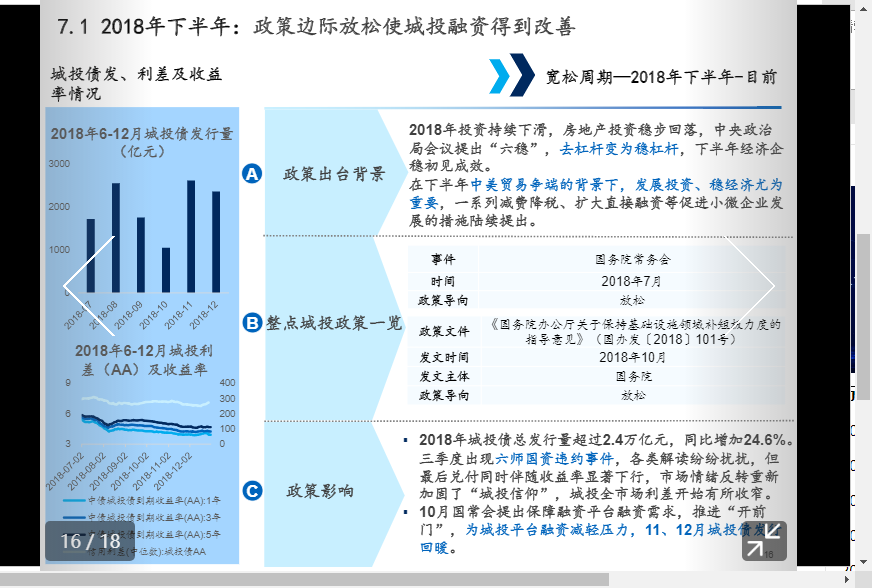 7.1 2018年下半年：政策边际放松使城投融资得到改善
城投债发、利差及收益
率情况
宽松周期—2018年下半年-目前
2018年6-12月城投债发行量
（亿元）
3000
2000
1000
0
2018-07
2018-08
2018-09
2018-10
2018-11
2018-12
2018年6-12月城投利
差（AA）及收益率
9
6
3
400
300
200
100
0
2018-07-02
2018-08-02
2018-09-02
2018-10-02
2018-11-02
2018-12-02
中债城投债到期收益率(AA):1年
中债城投债到期收益率(AA):3年
中债城投债到期收益率(AA):5年
信用利差(中位数):城投债AA
16 / 18
A
政策出台背景
2018年投资持续下滑，房地产投资稳步回落，中央政治
局会议提出“六稳”，去杠杆变为稳杠杆，下半年经济企
稳初见成效。
在下半年中美贸易争端的背景下，发展投资、稳经济尤为
重要，一系列减费降税、扩大直接融资等促进小微企业发
展的措施陆续提出。
B
整点城投政策一览
事件 国务院常务会
时间 2018年7月
政策导向 放松
政策文件 《国务院办公厅关于保持基础设施领域补短板力度的
指导意见》（国办发〔2018〕101号）
发文时间 2018年10月
发文主体 国务院
政策导向 放松
C
政策影响
▪ 2018年城投债总发行量超过2.4万亿元，同比增加24.6%。
三季度出现六师国资违约事件，各类解读纷纷扰扰，但
最后兑付同时伴随收益率显著下行，市场情绪反转重新
加固了“城投信仰”，城投全市场利差开始有所收窄。
▪ 10月国常会提出保障融资平台融资需求，推进“开前
门”，为城投平台融资减轻压力，11、12月城投债发行
回暖。
16